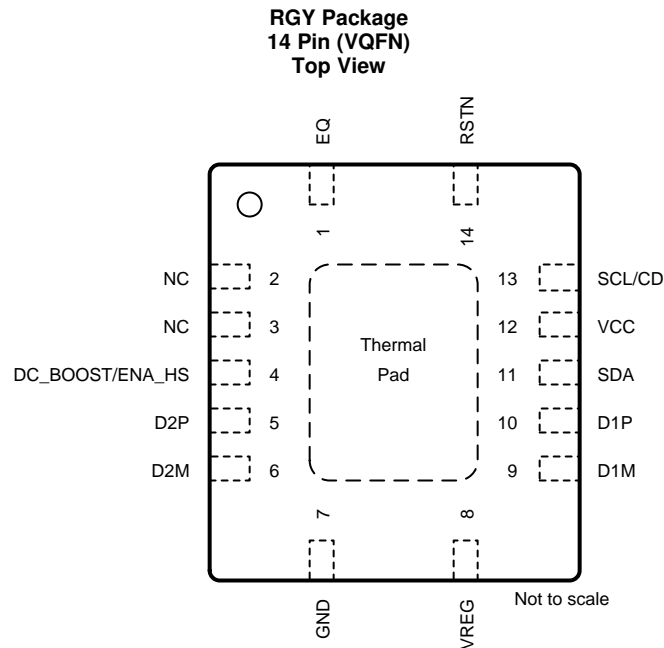 RGY Package
14 Pin (VQFN)
Top View
EQ
RSTN
1
14
NC 2
13 SCL/CD
NC 3
12 VCC
Thermal
Pad
DC_BOOST/ENA_HS 4
11 SDA
D2P 5
10 D1P
D2M 6
9 D1M
7
8
GND
VREG
Not to scale